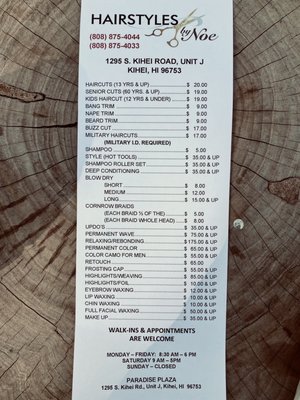 HAIRSTYLES by Noe
(808) 875-4044
(808) 875-4033
1295 S. KIHEI ROAD, UNIT J
KIHEI, HI 96753
HAIRCUTS (13 YRS & UP) $ 20.00
SENIOR CUTS (60 YRS. & UP) $ 19.00
KIDS HAIRCUT (12 YRS & UNDER) $ 19.00
BANG TRIM $ 9.00
NAPE TRIM $ 9.00
BEARD TRIM $ 9.00
BUZZ CUT $ 17.00
MILITARY HAIRCUTS $ 17.00
(MILITARY I.D. REQUIRED)
SHAMPOO $ 5.00
STYLE (HOT TOOLS) $ 35.00 & UP
SHAMPOO ROLLER SET $ 35.00 & UP
DEEP CONDITIONING $ 35.00 & UP
BLOW DRY
SHORT $ 8.00
MEDIUM $ 12.00
LONG $ 15.00 & UP
CORNROW BRAIDS
(EACH BRAID ½ OF THE) $ 5.00
(EACH BRAID WHOLE HEAD) $ 8.00
UPDO'S $ 35.00 & UP
PERMANENT WAVE $ 75.00 & UP
RELAXING/REBONDING $175.00 & UP
PERMANENT COLOR $ 65.00 & UP
COLOR CAMO FOR MEN $ 55.00 & UP
RETOUCH $ 65.00
FROSTING CAP $ 55.00 & UP
HIGHLIGHTS/WEAVING $ 85.00 & UP
HIGHLIGHTS/FOIL $ 10.00 & UP
EYEBROW WAXING $ 12.00 & UP
LIP WAXING $ 10.00 & UP
CHIN WAXING $ 10.00 & UP
FULL FACIAL WAXING $ 50.00 & UP
MAKE UP $ 35.00 & UP
WALK-INS & APPOINTMENTS
ARE WELCOME
MONDAY – FRIDAY: 8:30 AM – 6 PM
SATURDAY 9 AM – 5PM
SUNDAY – CLOSED
PARADISE PLAZA
1295 S. Kihei Rd., Unit J, Kihei, HI 96753